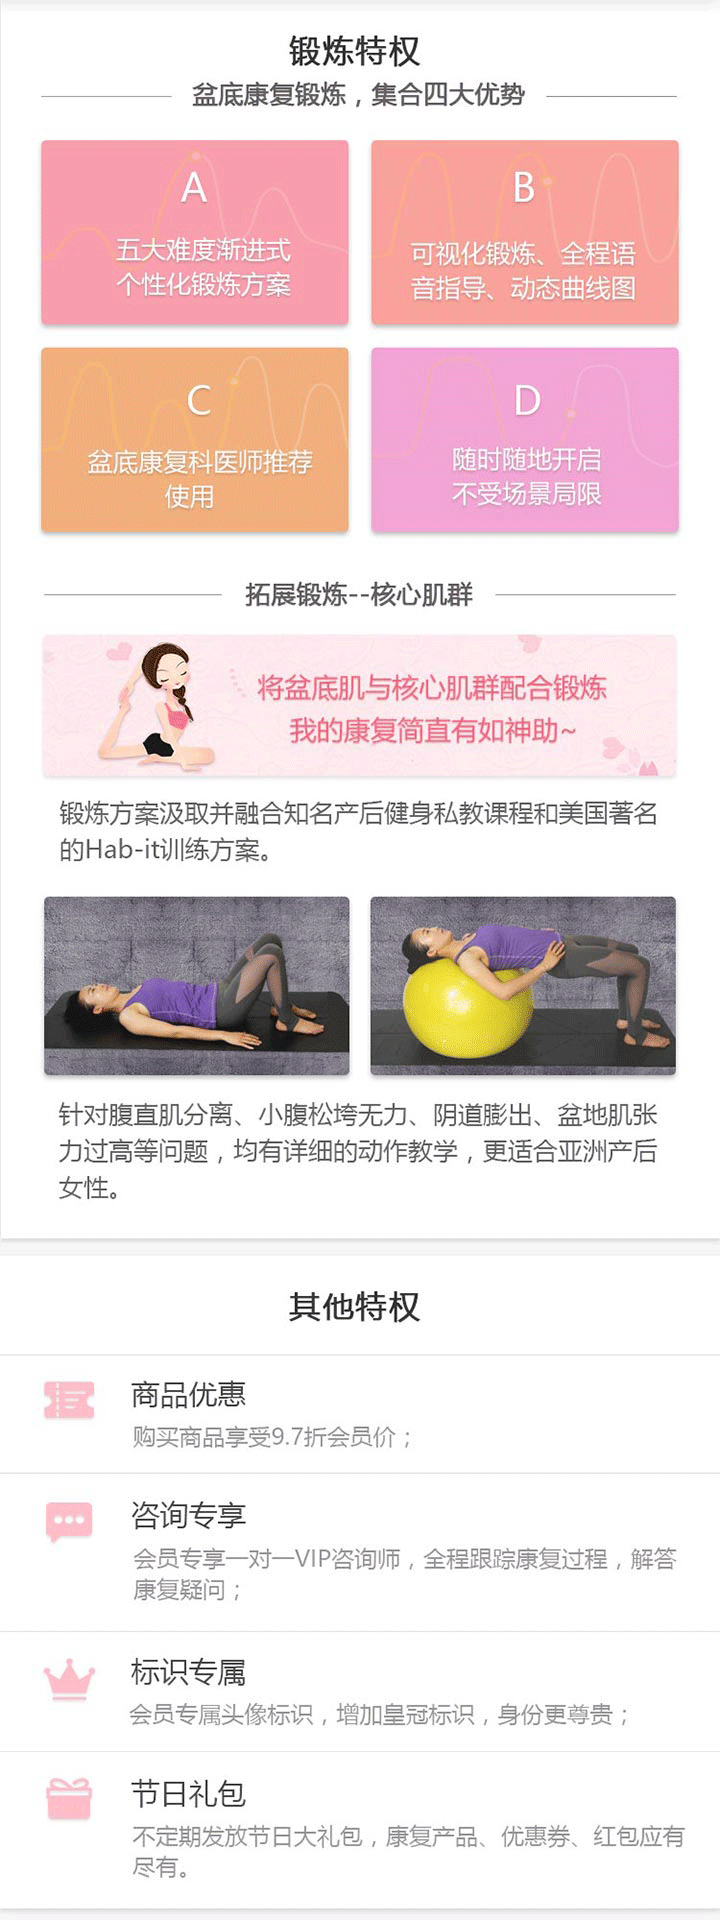 锻炼特权
盆底康复锻炼，集合四大优势
A
五大难度渐进式
个性化锻炼方案
B
可视化锻炼、全程语
音指导、动态曲线图
C
盆底康复科医师推荐
使用
D
随时随地开启
不受场景局限
拓展锻炼--核心肌群
将盆底肌与核心肌群配合锻炼
我的康复简直有如神助~
锻炼方案汲取并融合知名产后健身私教课程和美国著名
的Hab-it训练方案。
针对腹直肌分离、小腹松垮无力、阴道膨出、盆地肌张
力过高等问题，均有详细的动作教学，更适合亚洲产后
女性。
其他特权
商品优惠
购买商品享受9.7折会员价；
咨询专享
会员专享一对一VIP咨询师，全程跟踪康复过程，解答
康复疑问；
标识专属
会员专属头像标识，增加皇冠标识，身份更尊贵；
节日礼包
不定期发放节日大礼包，康复产品、优惠券、红包应有
尽有。